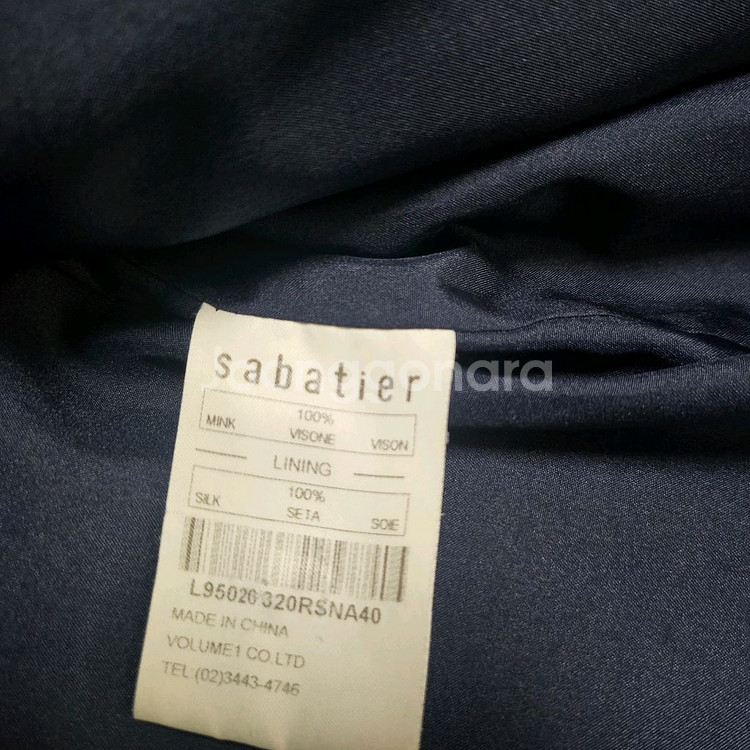 sabatier
Joonggonara
100%
MINK VISONE VISON
LINING
100%
SILK SETA SOIE
L95026 320RSNA40
MADE IN CHINA
VOLUME1 CO.LTD
TEL:(02)3443-4746